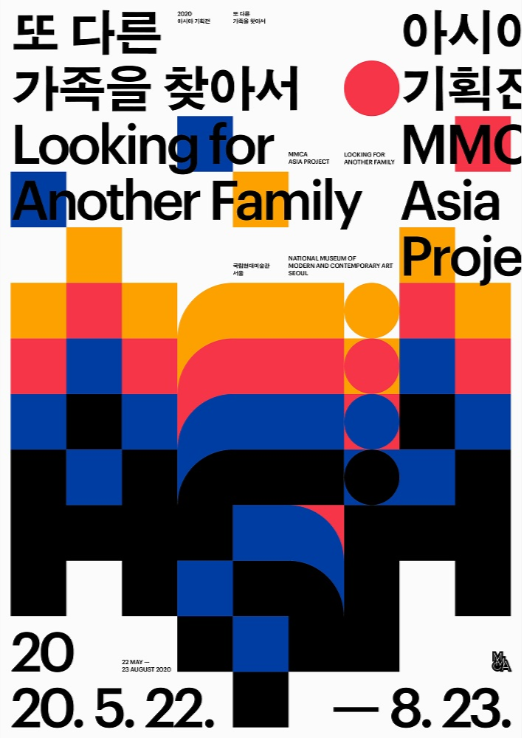 또 다른
가족을 찾아서
Looking for
Another Family
2020
아시아 기획전
또 다른
가족을 찾아서
아시아
기획전
MMC
Asia
Proje
MMCA
ASIA PROJECT
LOOKING FOR
ANOTHER FAMILY
국립현대미술관
서울
NATIONAL MUSEUM OF
MODERN AND CONTEMPORARY ART
SEOUL
20
22 MAY —
23 AUGUST 2020
20. 5. 22.
— 8. 23.